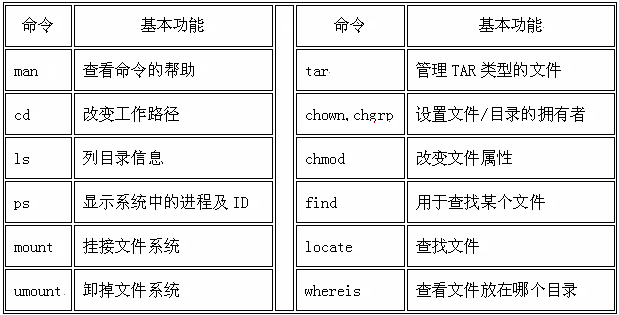 命令 基本功能 命令 基本功能
man 查看命令的帮助 tar 管理TAR类型的文件
cd 改变工作路径 chown,chgrp 设置文件/目录的拥有者
ls 列目录信息 chmod 改变文件属性
ps 显示系统中的进程及ID find 用于查找某个文件
mount 挂接文件系统 locate 查找文件
umount 卸掉文件系统 whereis 查看文件放在哪个目录